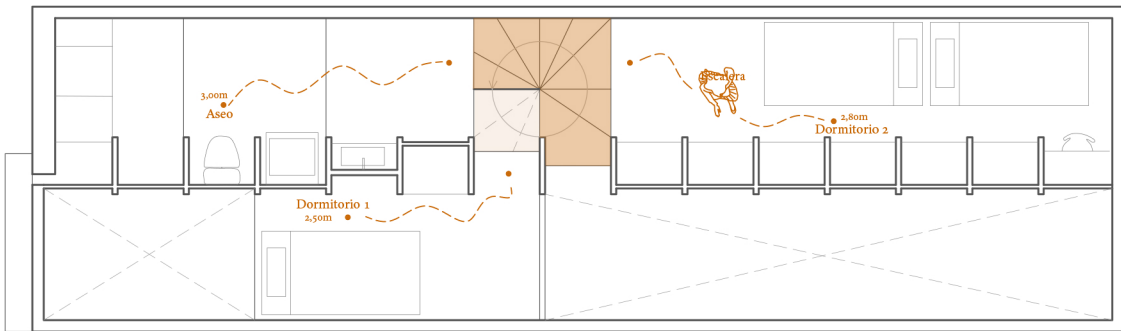 Escalera
3,00m
Aseo
2,80m
Dormitorio 2
Dormitorio 1
2,50m